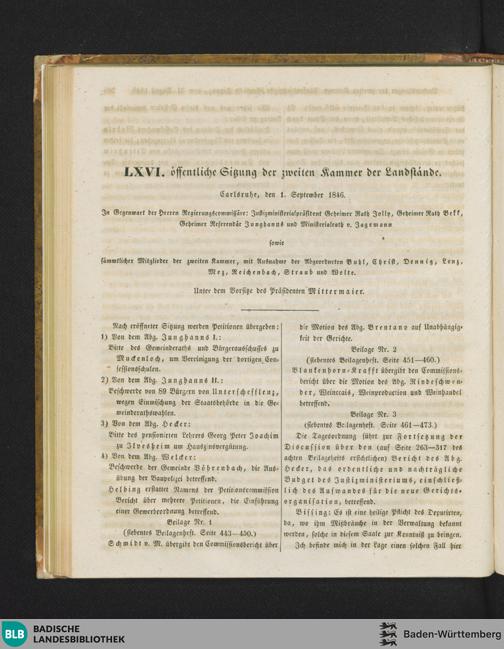 LXVI. öffentliche Sitzung der zweiten Kammer der Landstände.
Carlsruhe, den 1. September 1846.
In Gegenwart der Herren Regierungscommissäre: Justizministerialpräsident Geheimer Rath Jolly, Geheimer Rath Bekk,
Geheimer Referendär Junghanns und Ministerialrath v. Jagemann
sowie
sämmtlicher Mitglieder der zweiten Kammer, mit Ausnahme der Abgeordneten Buhl, Christ, Dennig, Lenz,
Mez, Reichenbach, Straub und Welte.
Unter dem Vorsitze des Präsidenten Mittermaier.
Nach eröffneter Sitzung werden Petitionen übergeben:
1) Von dem Abg. Junghanns I.:
Bitte des Gemeinderaths und Bürgerausschusses zu
Muckenloch, um Vereinigung der dortigen Con-
fessionsschulen.
2) Von dem Abg. Junghanns II.:
Beschwerde von 89 Bürgern von Unterschefflenz,
wegen Einmischung der Staatsbehörde in die Ge-
meinderathswahlen.
3) Von dem Abg. Hecker:
Bitte des pensionirten Lehrers Georg Peter Joachim
zu Ilvesheim um Hauszinsvergütung.
4) Von dem Abg. Welcker:
Beschwerde der Gemeinde Vöhrenbach, die Aus-
übung der Baupolizei betreffend.
Helbing erstattet Namens der Petitionscommission
Bericht über mehrere Petitionen, die Einführung
einer Gewerbeordnung betreffend.
Beilage Nr. 1
(siebentes Beilagenheft. Seite 443—450.)
Schmidt v. M. übergibt den Commissionsbericht über
die Motion des Abg. Brentano auf Unabhängig-
keit der Gerichte.
Beilage Nr. 2
(siebentes Beilagenheft. Seite 451—460.)
Blankenhorn-Krafft übergibt den Commissions-
bericht über die Motion des Abg. Rindeschwen-
der, Weinaccis, Weinproduction und Weinhandel
betreffend.
Beilage Nr. 3
(siebentes Beilagenheft. Seite 461—473.)
Die Tagesordnung führt zur Fortsetzung der
Discussion über den (auf Seite 263—317 des
achten Beilageheftes ersichtlichen) Bericht des Abg.
Hecker, das ordentliche und nachträgliche
Budget des Justizministeriums, einschließ-
lich des Aufwandes für die neue Gerichts-
organisation, betreffend.
Bissing: Es ist eine heilige Pflicht des Deputirten,
da, wo ihm Misbräuche in der Verwaltung bekannt
werden, solche in diesem Saale zur Kenntniß zu bringen.
Ich befinde mich in der Lage einen solchen Fall hier
BLB
BADISCHE
LANDESBIBLIOTHEK
Baden-Württemberg